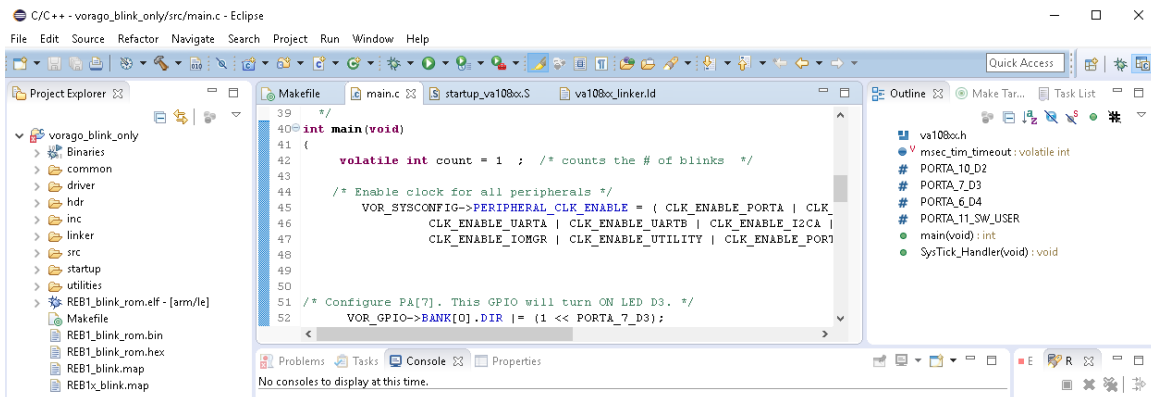 C/C++ - vorago_blink_only/src/main.c - Eclipse
File Edit Source Refactor Navigate Search Project Run Window Help
Quick Access
Project Explorer
vorago_blink_only
Binaries
common
driver
hdr
inc
linker
src
startup
utilities
REB1_blink_rom.elf - [arm/le]
Makefile
REB1_blink_rom.bin
REB1_blink_rom.hex
REB1_blink.map
REB1x_blink.map
Makefile main.c startup_va108xx.S va108xx_linker.ld
39 */
40 int main(void)
41 {
42 volatile int count = 1 ; /* counts the # of blinks */
43
44 /* Enable clock for all peripherals */
45 VOR_SYSCONFIG->PERIPHERAL_CLK_ENABLE = ( CLK_ENABLE_PORTA | CLK_
46 CLK_ENABLE_UARTA | CLK_ENABLE_UARTB | CLK_ENABLE_I2CA |
47 CLK_ENABLE_IOMGR | CLK_ENABLE_UTILITY | CLK_ENABLE_PORT
48
49
50
51 /* Configure PA[7]. This GPIO will turn ON LED D3. */
52 VOR_GPIO->BANK[0].DIR |= (1 << PORTA_7_D3);
Problems Tasks Console Properties
No consoles to display at this time.
Outline Make Tar... Task List
va108xx.h
msec_tim_timeout : volatile int
PORTA_10_D2
PORTA_7_D3
PORTA_6_D4
PORTA_11_SW_USER
main(void) : int
SysTick_Handler(void) : void
E R